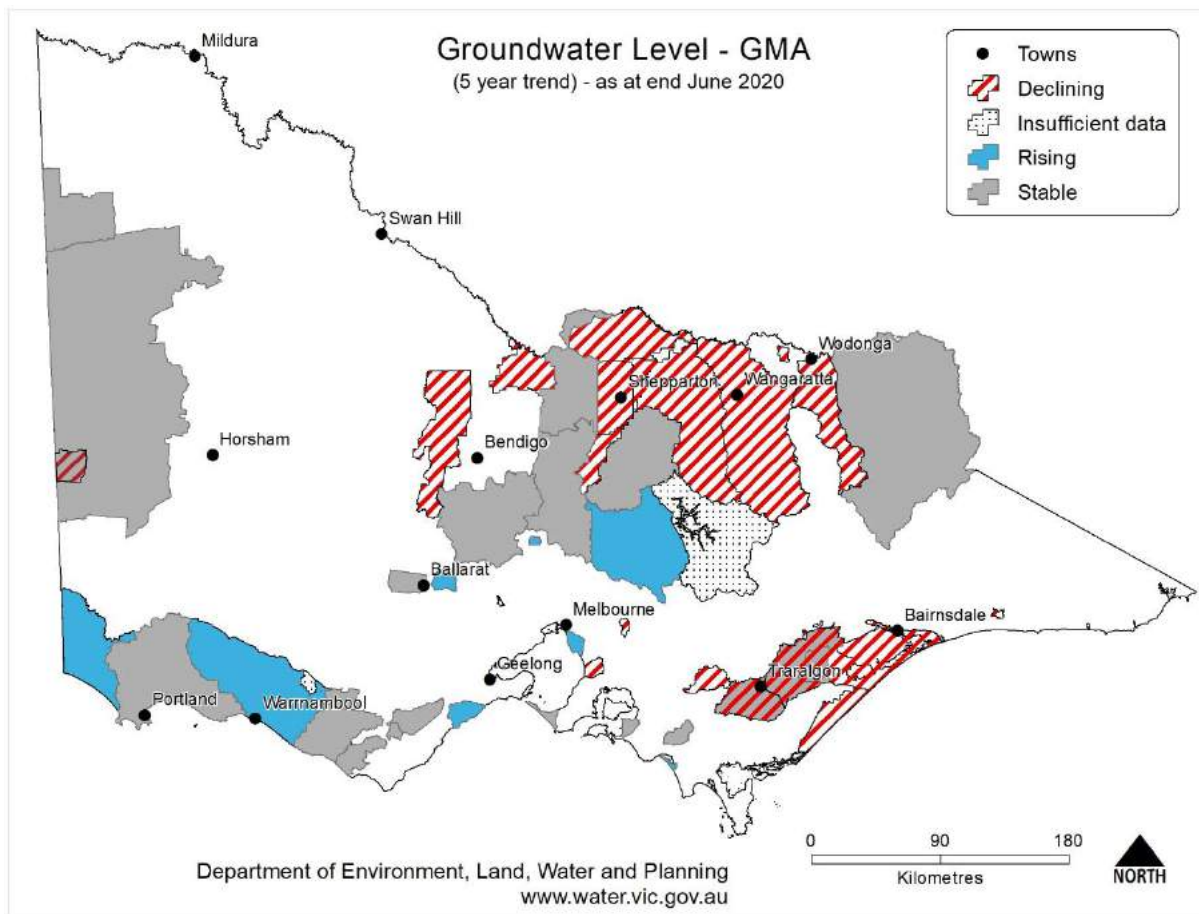 Groundwater Level - GMA
(5 year trend) - as at end June 2020
Towns
Declining
Insufficient data
Rising
Stable
Mildura
Swan Hill
Wodonga
Shepparton
Wangaratta
Horsham
Bendigo
Ballarat
Melbourne
Bairnsdale
Geelong
Traralgon
Portland
Warrnambool
0 90 180
Kilometres
NORTH
Department of Environment, Land, Water and Planning
www.water.vic.gov.au